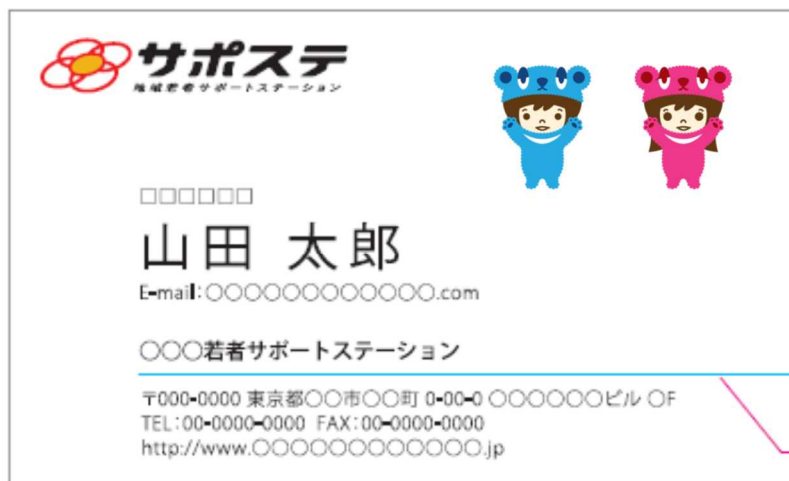 サポステ
地域若者サポートステーション
□□□□□□
山田 太郎
E-mail:○○○○○○○○○○○○.com
○○○若者サポートステーション
〒000-0000 東京都○○市○○町 0-00-0 ○○○○○○ビル ○F
TEL:00-0000-0000 FAX:00-0000-0000
http://www.○○○○○○○○○○○○.jp